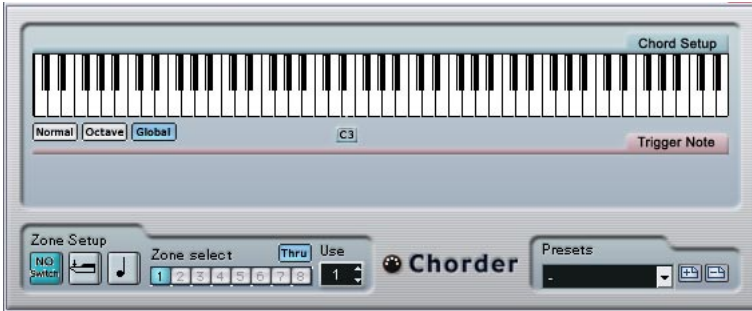 Chord Setup
Normal Octave Global C3
Trigger Note
Zone Setup
NO Switch
Zone select Thru Use
1 2 3 4 5 6 7 8 1
Chorder
Presets
-